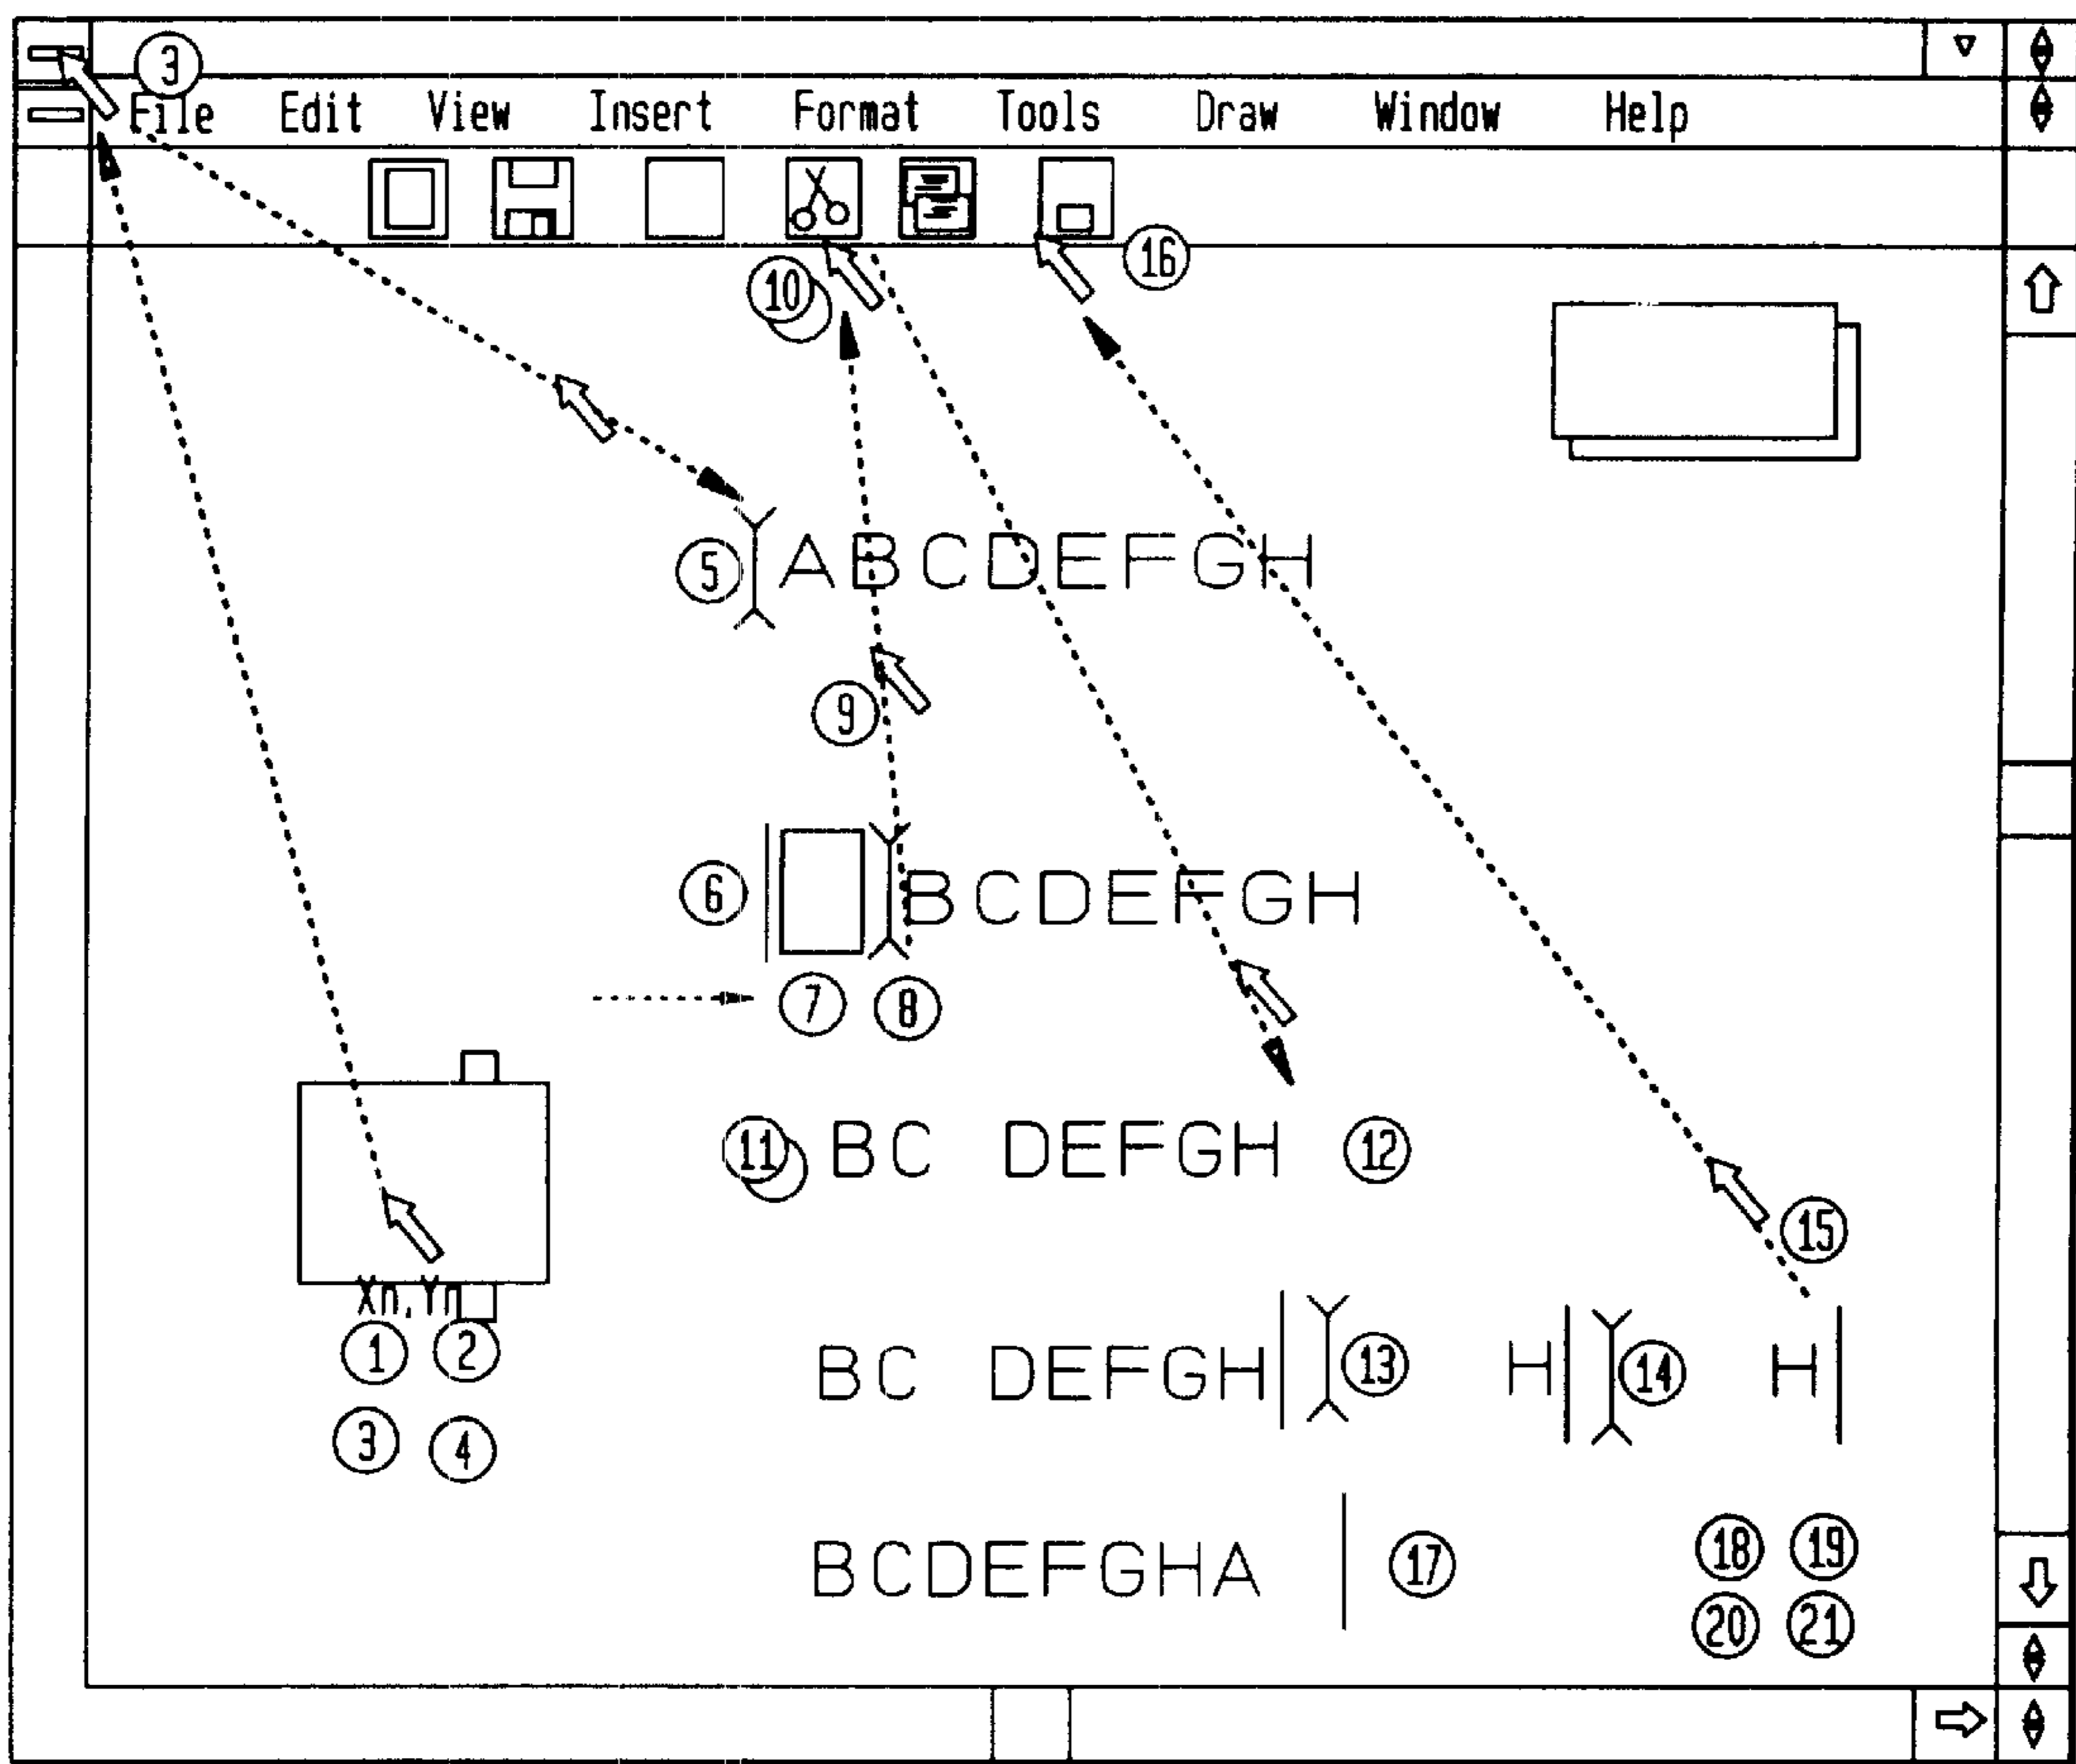 3
File Edit View Insert Format Tools Draw Window Help
10 16
5 ABCDEFGH
9
6 BCDEFGH
7 8
11 BC DEFGH 12
15
Xn,Yn
1 2
BC DEFGH 13 H 14 H
3 4
BCDEFGHA 17
18 19
20 21